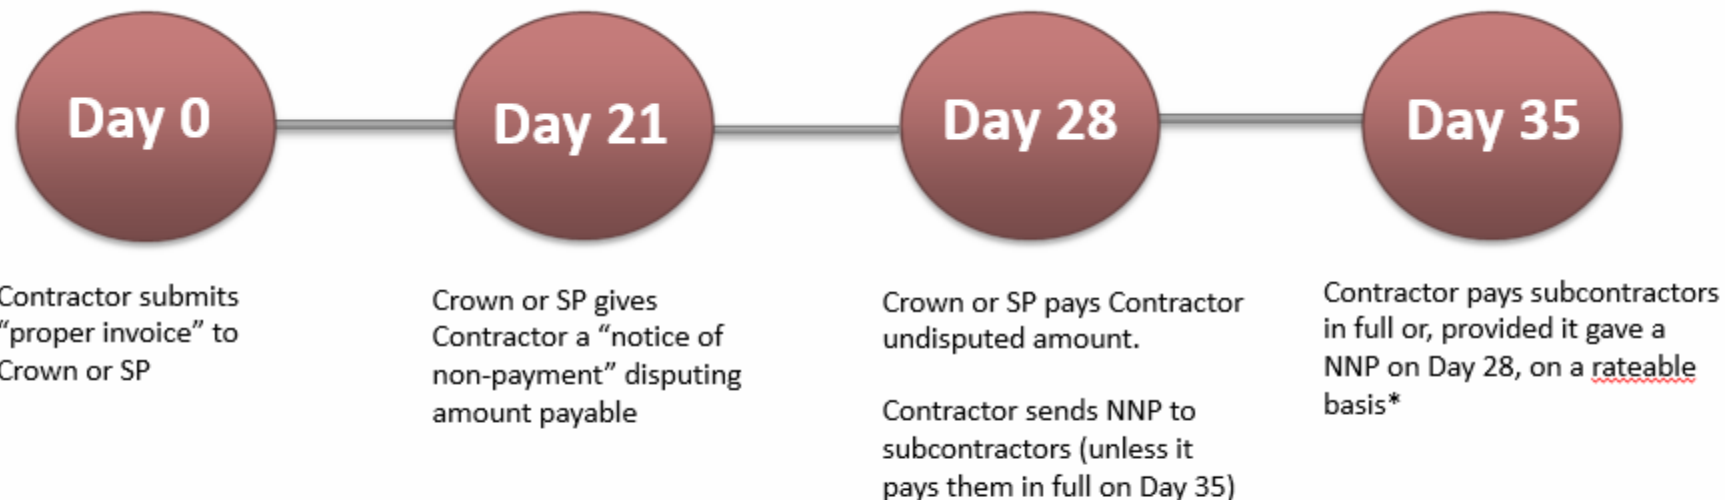 Day 0
Day 21
Day 28
Day 35
Contractor submits
“proper invoice” to
Crown or SP
Crown or SP gives
Contractor a “notice of
non-payment” disputing
amount payable
Crown or SP pays Contractor
undisputed amount.
Contractor sends NNP to
subcontractors (unless it
pays them in full on Day 35)
Contractor pays subcontractors
in full or, provided it gave a
NNP on Day 28, on a rateable
basis*